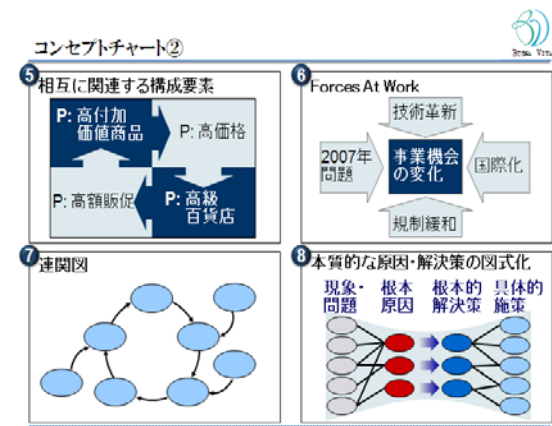 コンセプトチャート②
5 相互に関連する構成要素
P: 高付加
価値商品
P: 高価格
P: 高額販促
P: 高級
百貨店
6 Forces At Work
技術革新
2007年
問題
事業機会
の変化
国際化
規制緩和
7 連関図
8 本質的な原因・解決策の図式化
現象・
問題
根本
原因
根本的
解決策
具体的
施策